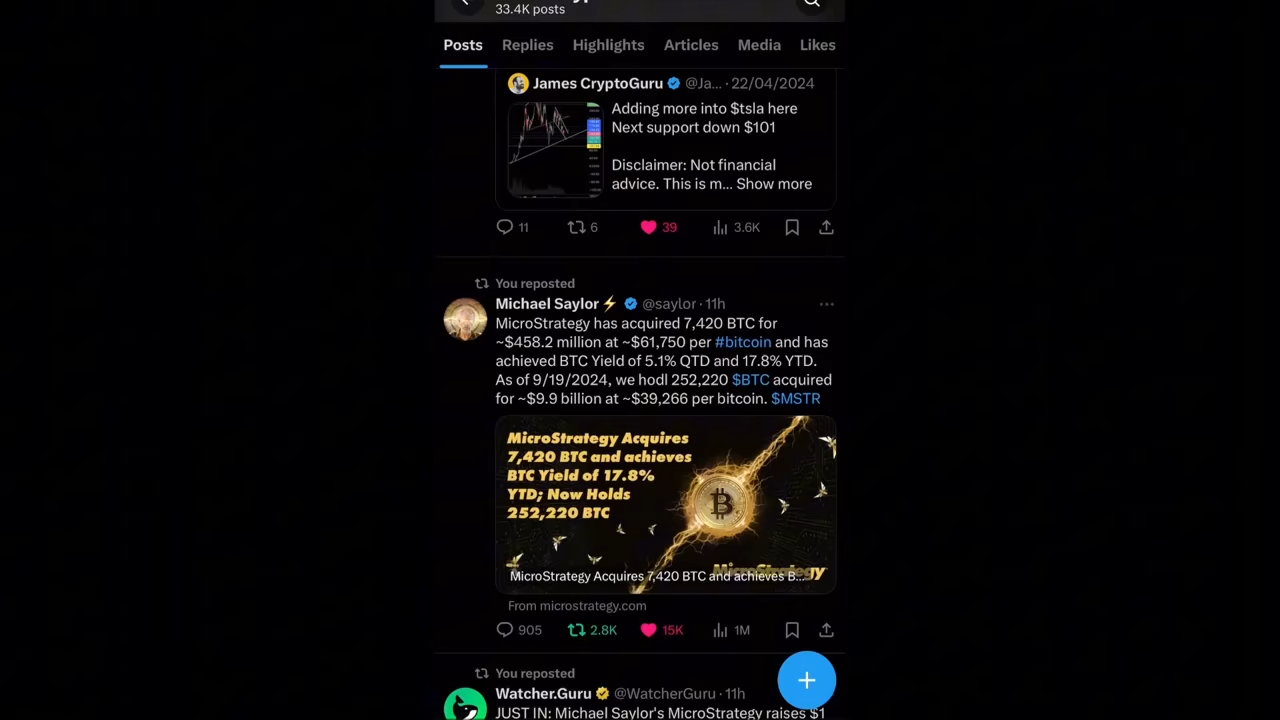 33.4K posts
Posts Replies Highlights Articles Media Likes
James CryptoGuru @Ja... · 22/04/2024
Adding more into $tsla here
Next support down $101
Disclaimer: Not financial
advice. This is m... Show more
11 6 39 3.6K
You reposted
Michael Saylor⚡ @saylor · 11h
MicroStrategy has acquired 7,420 BTC for
~$458.2 million at ~$61,750 per #bitcoin and has
achieved BTC Yield of 5.1% QTD and 17.8% YTD.
As of 9/19/2024, we hodl 252,220 $BTC acquired
for ~$9.9 billion at ~$39,266 per bitcoin. $MSTR
MicroStrategy Acquires
7,420 BTC and achieves
BTC Yield of 17.8%
YTD; Now Holds
252,220 BTC
MicroStrategy
MicroStrategy Acquires 7,420 BTC and achieves B...
From microstrategy.com
905 2.8K 15K 1M
You reposted
Watcher.Guru @WatcherGuru · 11h
JUST IN: Michael Saylor's MicroStrategy raises $1